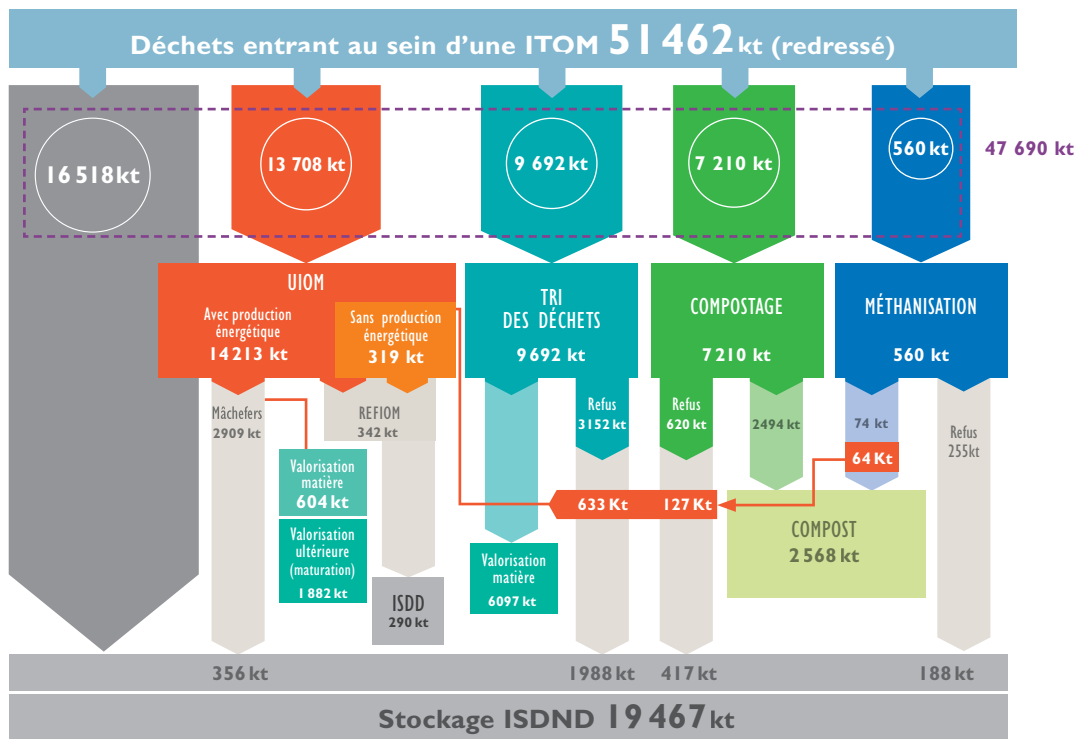 Déchets entrant au sein d’une ITOM 51 462 kt (redressé)
16 518 kt
13 708 kt
9 692 kt
7 210 kt
560 kt
47 690 kt
UIOM
Avec production
énergétique
14 213 kt
Sans production
énergétique
319 kt
TRI
DES DÉCHETS
9 692 kt
COMPOSTAGE
7 210 kt
MÉTHANISATION
560 kt
Mâchefers
2909 kt
REFIOM
342 kt
Refus
3152 kt
Refus
620 kt
2494 kt
74 kt
Refus
255kt
64 Kt
Valorisation
matière
604 kt
633 Kt
127 Kt
Valorisation
ultérieure
(maturation)
1 882 kt
COMPOST
2 568 kt
Valorisation
matière
6097 kt
ISDD
290 kt
356 kt
1988 kt
417 kt
188 kt
Stockage ISDND 19 467 kt